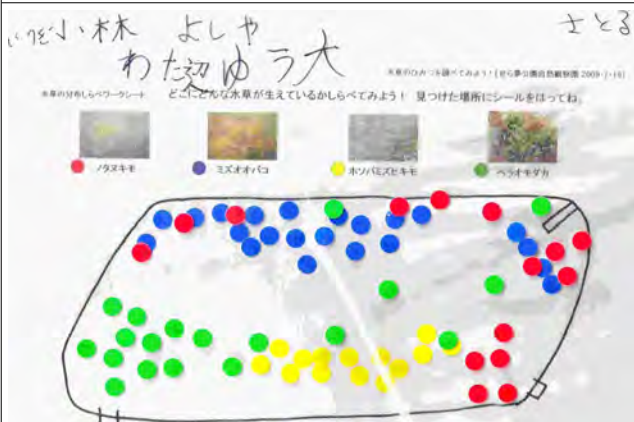 小林 よしや さとる
わた辺 ゆう大
水草のひみつを調べてみよう!
水草の分布しらべワークシート どこにどんな水草が生えているかしらべてみよう! 見つけた場所にシールをはってね。
ノタヌキモ ミズオオバコ ホソバミズヒキモ ヘラオモダカ